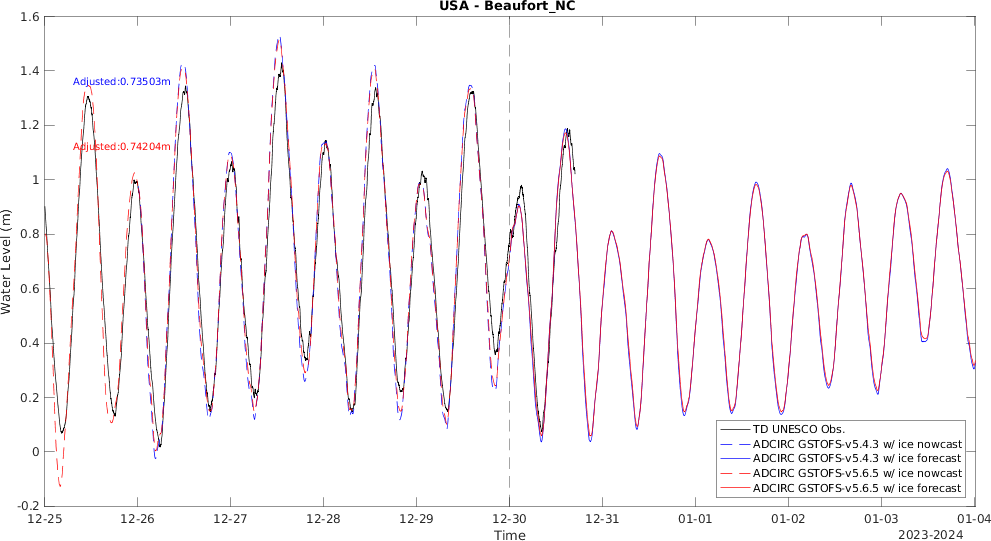 USA - Beaufort_NC
1.6
1.4
1.2
1
0.8
0.6
0.4
0.2
0
-0.2
Water Level (m)
Adjusted:0.73503m
Adjusted:0.74204m
TD UNESCO Obs.
ADCIRC GSTOFS-v5.4.3 w/ ice nowcast
ADCIRC GSTOFS-v5.4.3 w/ ice forecast
ADCIRC GSTOFS-v5.6.5 w/ ice nowcast
ADCIRC GSTOFS-v5.6.5 w/ ice forecast
12-25 12-26 12-27 12-28 12-29 12-30 12-31 01-01 01-02 01-03 01-04
Time
2023-2024